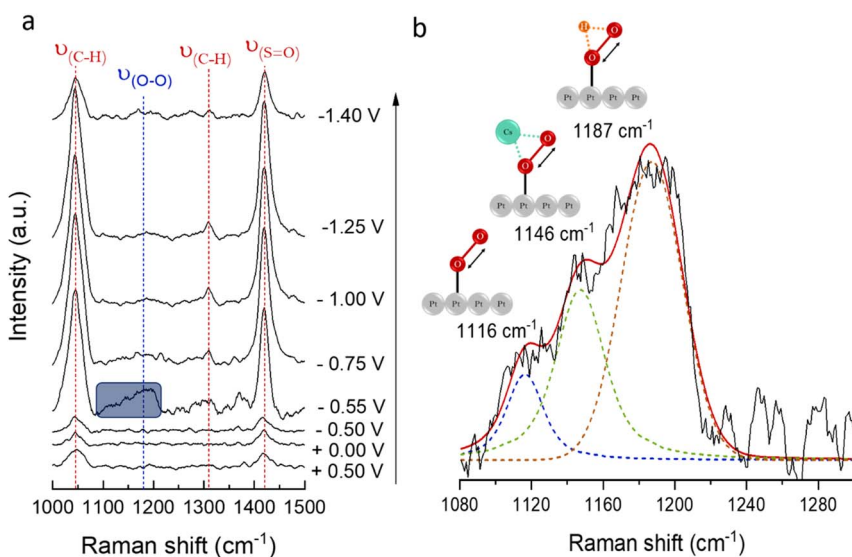 a
υ(C-H)
υ(O-O)
υ(C-H)
υ(S=O)
-1.40 V
-1.25 V
- 1.00 V
- 0.75 V
- 0.55 V
- 0.50 V
+ 0.00 V
+ 0.50 V
Intensity (a.u.)
1000 1100 1200 1300 1400 1500
Raman shift (cm⁻¹)
b
H O
O
Pt Pt Pt Pt
1187 cm⁻¹
Cs O
O
Pt Pt Pt Pt
1146 cm⁻¹
O
O
Pt Pt Pt Pt
1116 cm⁻¹
1080 1120 1160 1200 1240 1280
Raman shift (cm⁻¹)